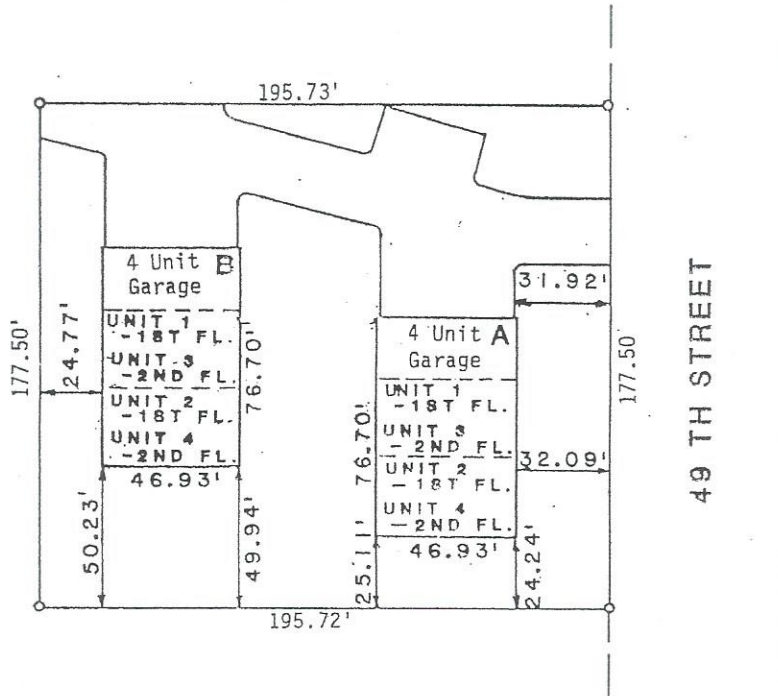 195.73'
4 Unit B
Garage
UNIT 1
-1ST FL.
UNIT 3
-2ND FL.
UNIT 2
-1ST FL.
UNIT 4
-2ND FL.
46.93'
177.50'
24.77'
76.70'
50.23'
49.94'
4 Unit A
Garage
UNIT 1
-1ST FL.
UNIT 3
-2ND FL.
UNIT 2
-1ST FL.
UNIT 4
-2ND FL.
46.93'
76.70'
25.11'
24.24'
31.92'
32.09'
177.50'
195.72'
49 TH STREET